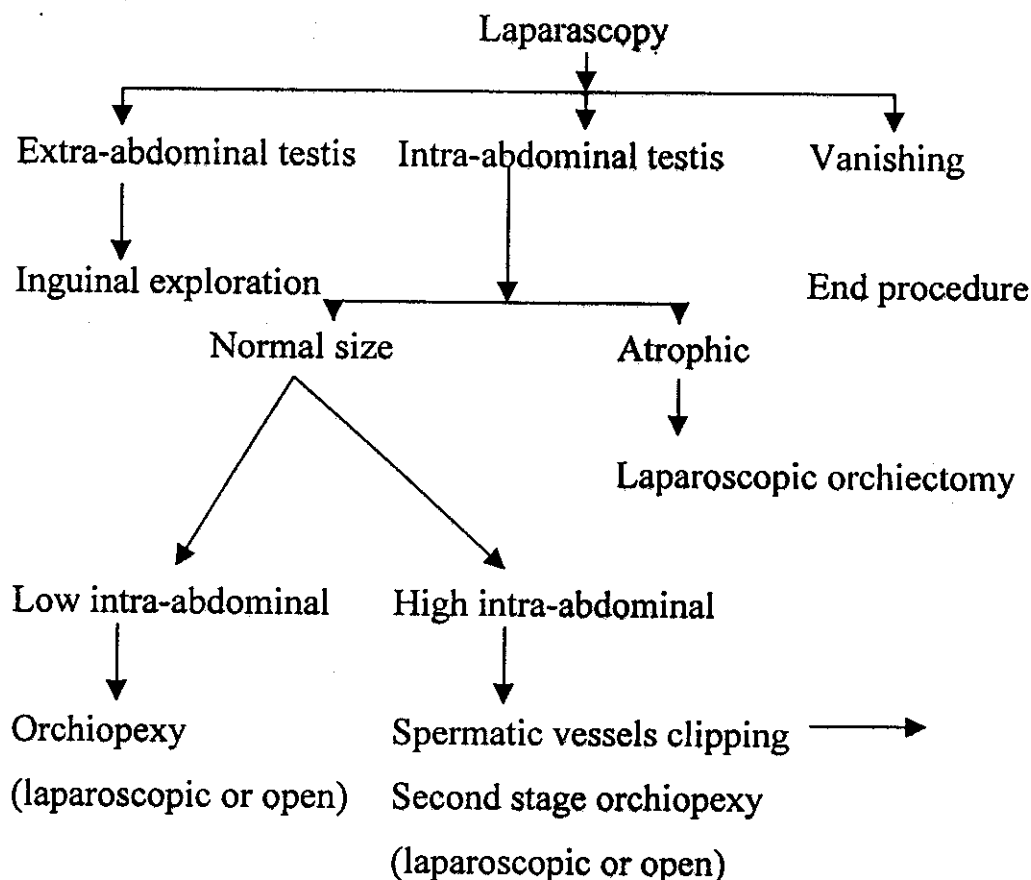 Laparascopy
Extra-abdominal testis Intra-abdominal testis Vanishing
Inguinal exploration End procedure
Normal size Atrophic
Laparoscopic orchiectomy
Low intra-abdominal High intra-abdominal
Orchiopexy Spermatic vessels clipping
(laparoscopic or open) Second stage orchiopexy
(laparoscopic or open)